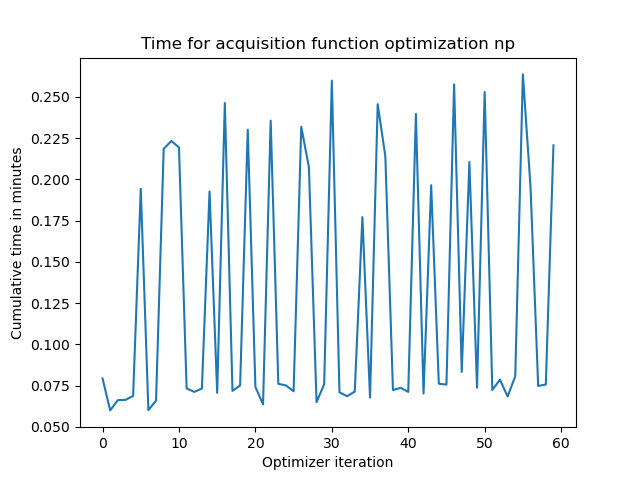 Time for acquisition function optimization np
0.250
0.225
0.200
0.175
0.150
0.125
0.100
0.075
0.050
Cumulative time in minutes
0 10 20 30 40 50 60
Optimizer iteration